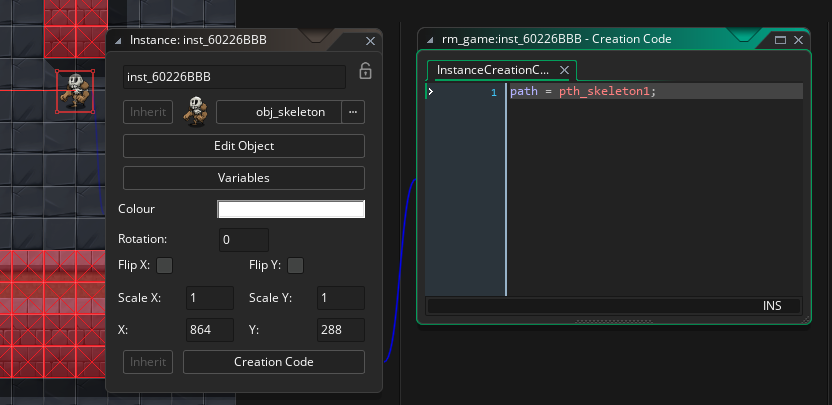 Instance: inst_60226BBB
inst_60226BBB
Inherit
obj_skeleton
...
Edit Object
Variables
Colour
Rotation:
0
Flip X:
Flip Y:
Scale X:
1
Scale Y:
1
X:
864
Y:
288
Inherit
Creation Code
rm_game:inst_60226BBB - Creation Code
InstanceCreationC...
1 path = pth_skeleton1;
INS